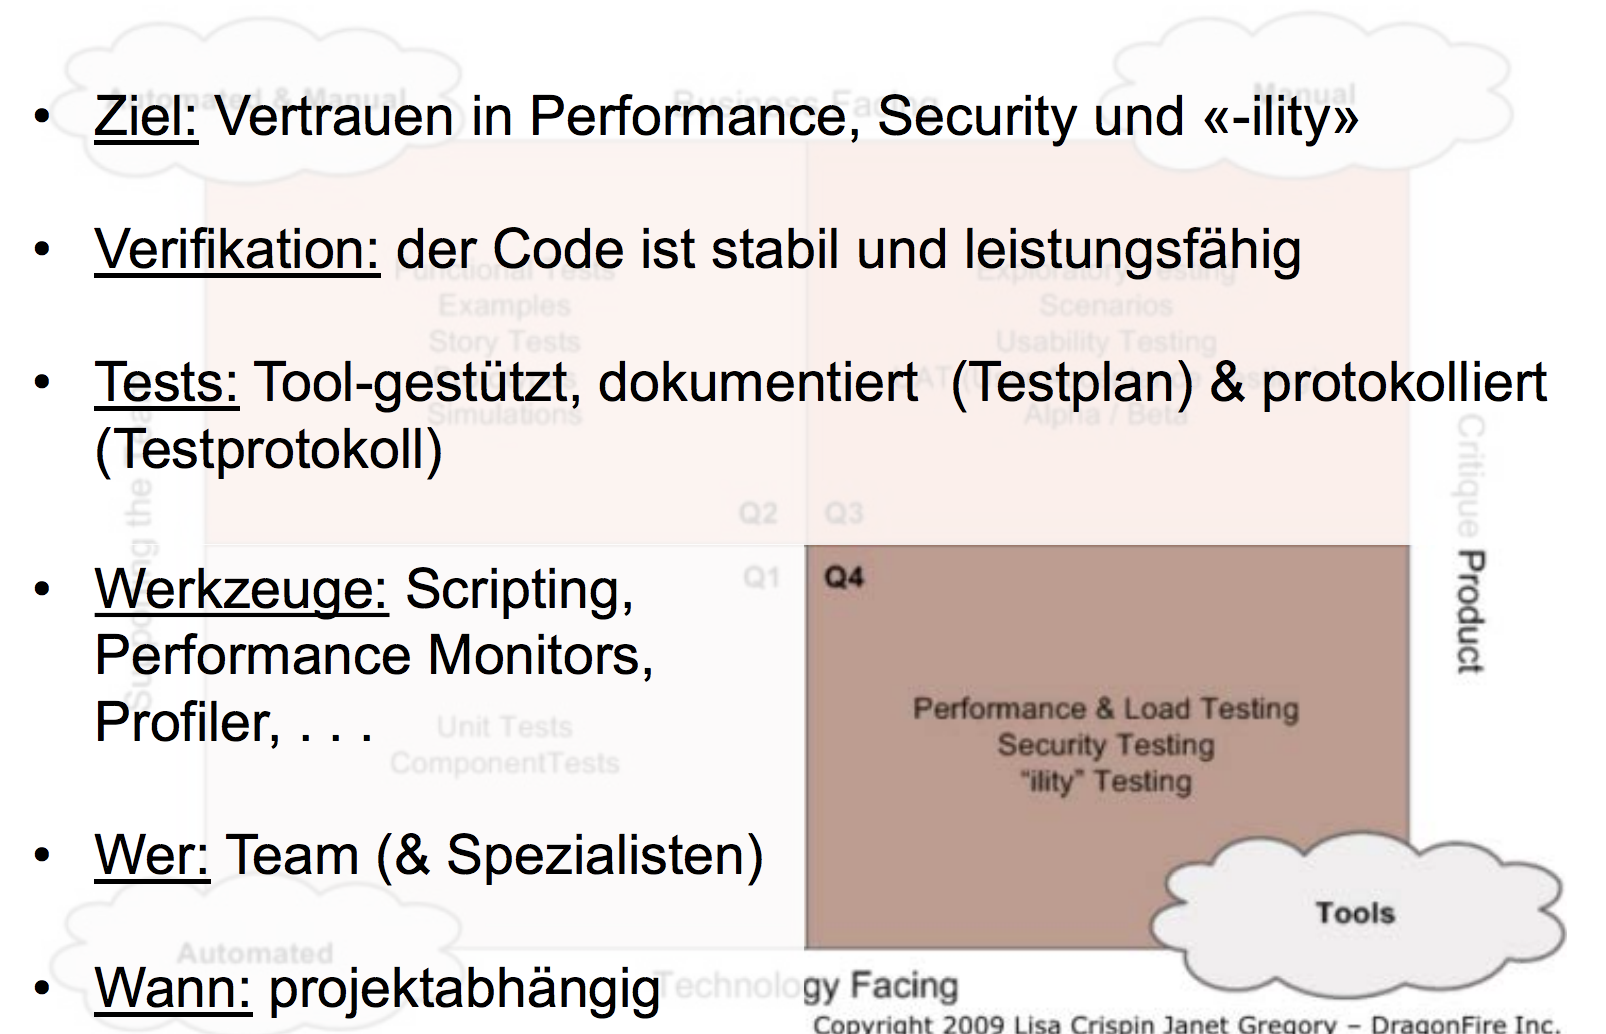 Automated & Manual
Business Facing
Manual
• Ziel: Vertrauen in Performance, Security und «-ility»
• Verifikation: der Code ist stabil und leistungsfähig
Functional Tests
Examples
Story Tests
Simulations
Exploratory Testing
Scenarios
Usability Testing
Alpha / Beta
• Tests: Tool-gestützt, dokumentiert (Testplan) & protokolliert
(Testprotokoll)
Q2
Q3
Critique Product
• Werkzeuge: Scripting,
Performance Monitors,
Profiler, . . .
Q1
Q4
Unit Tests
ComponentTests
Performance & Load Testing
Security Testing
“ility” Testing
• Wer: Team (& Spezialisten)
Tools
Automated
• Wann: projektabhängig
Technology Facing
Copyright 2009 Lisa Crispin Janet Gregory – DragonFire Inc.